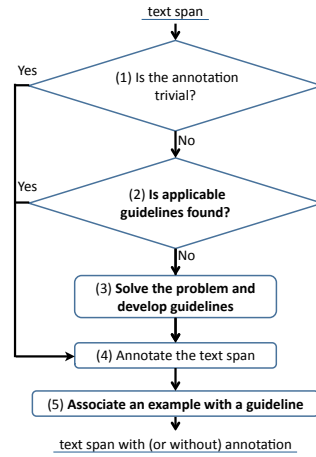 text span
Yes
(1) Is the annotation
trivial?
No
Yes
(2) Is applicable
guidelines found?
No
(3) Solve the problem and
develop guidelines
(4) Annotate the text span
(5) Associate an example with a guideline
text span with (or without) annotation